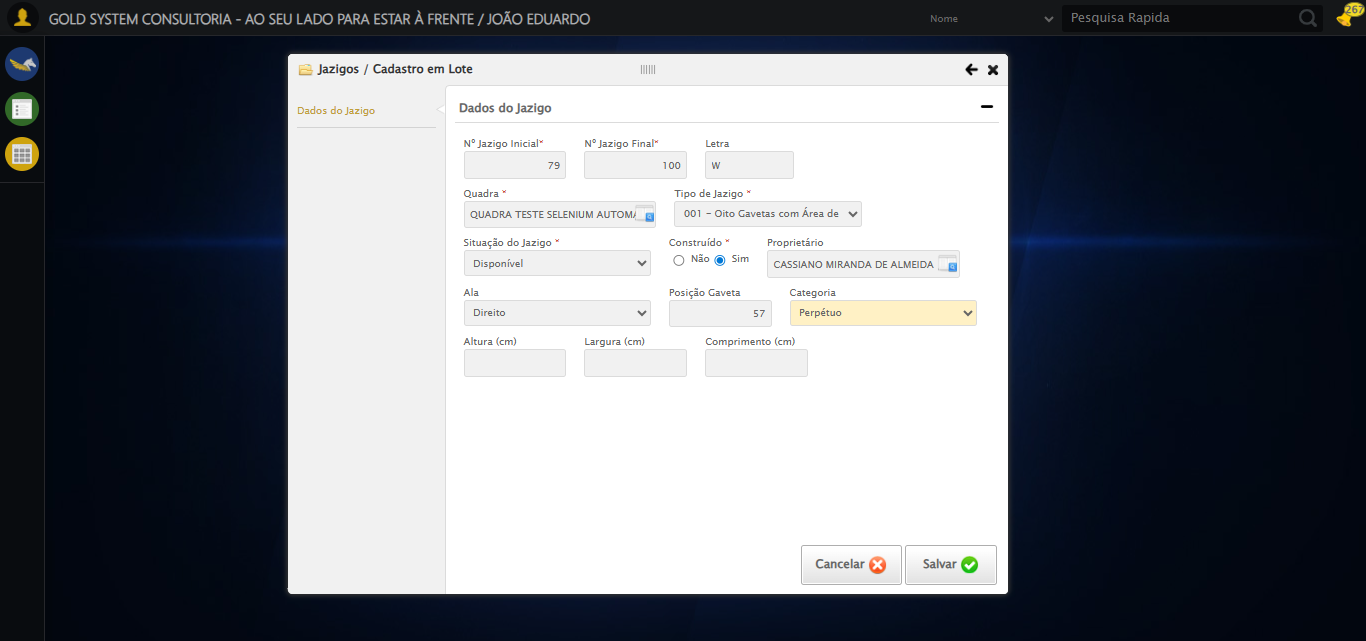 GOLD SYSTEM CONSULTORIA - AO SEU LADO PARA ESTAR À FRENTE / JOÃO EDUARDO
Nome
Pesquisa Rapida
267
Jazigos / Cadastro em Lote
Dados do Jazigo
Dados do Jazigo
Nº Jazigo Inicial*
Nº Jazigo Final*
Letra
79
100
W
Quadra *
Tipo de Jazigo *
QUADRA TESTE SELENIUM AUTOMA
001 - Oito Gavetas com Área de
Situação do Jazigo *
Construído *
Proprietário
Disponível
Não
Sim
CASSIANO MIRANDA DE ALMEIDA
Ala
Posição Gaveta
Categoria
Direito
57
Perpétuo
Altura (cm)
Largura (cm)
Comprimento (cm)
Cancelar
Salvar